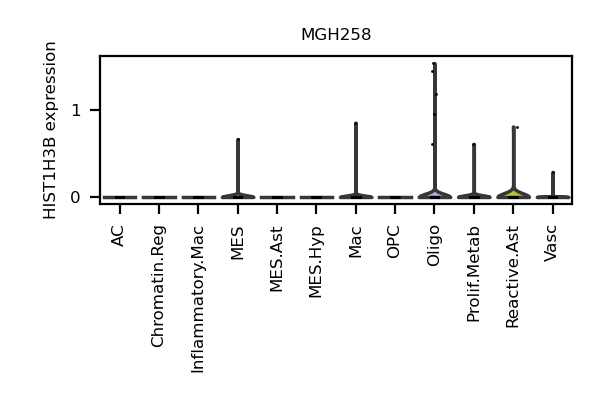 MGH258
HIST1H3B expression
1
0
AC
Chromatin.Reg
Inflammatory.Mac
MES
MES.Ast
MES.Hyp
Mac
OPC
Oligo
Prolif.Metab
Reactive.Ast
Vasc